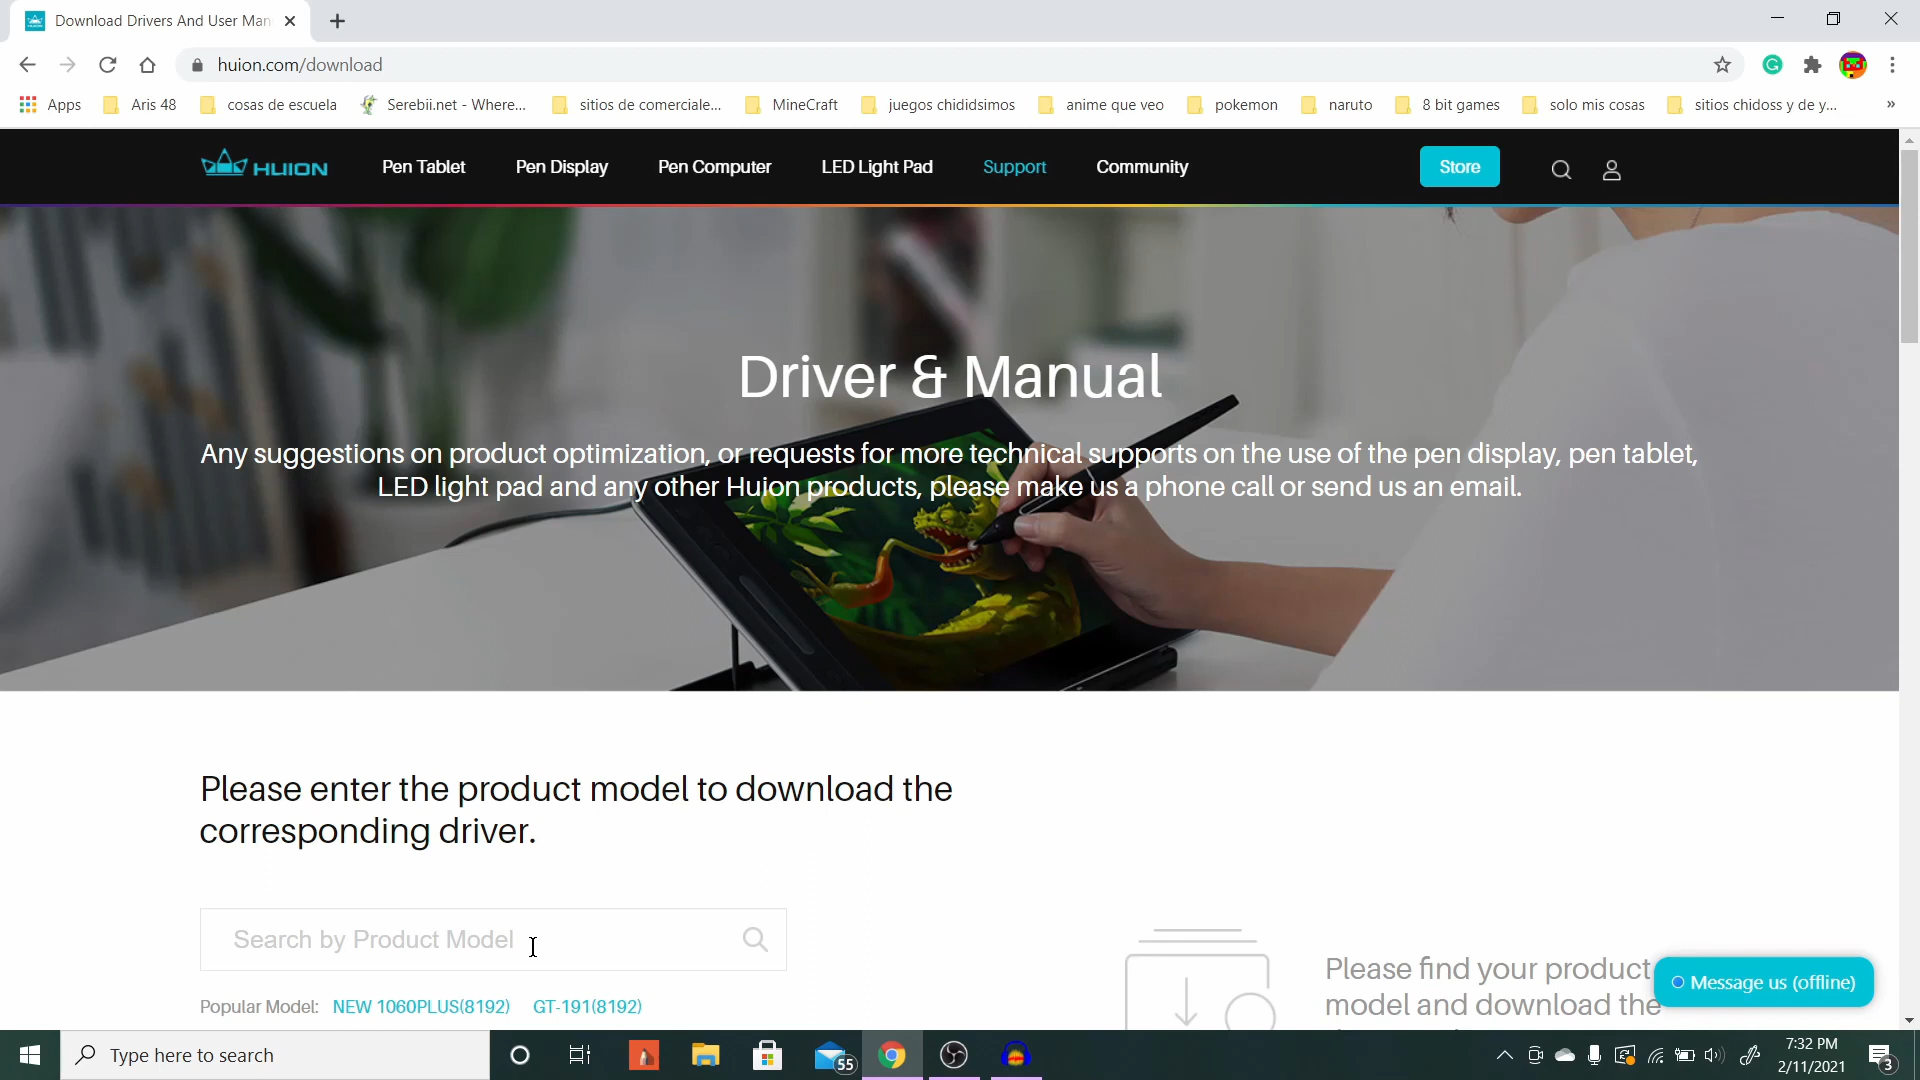 Download Drivers And User Man
huion.com/download
Apps
Aris 48
cosas de escuela
Serebii.net - Where...
sitios de comerciale...
MineCraft
juegos chididsimos
anime que veo
pokemon
naruto
8 bit games
solo mis cosas
sitios chidoss y de y...
»
HUION
Pen Tablet
Pen Display
Pen Computer
LED Light Pad
Support
Community
Store
Driver & Manual
Any suggestions on product optimization, or requests for more technical supports on the use of the pen display, pen tablet,
LED light pad and any other Huion products, please make us a phone call or send us an email.
Please enter the product model to download the
corresponding driver.
Search by Product Model
Popular Model: NEW 1060PLUS(8192) GT-191(8192)
Please find your product
model and download the
Message us (offline)
Type here to search
55
7:32 PM
2/11/2021
3